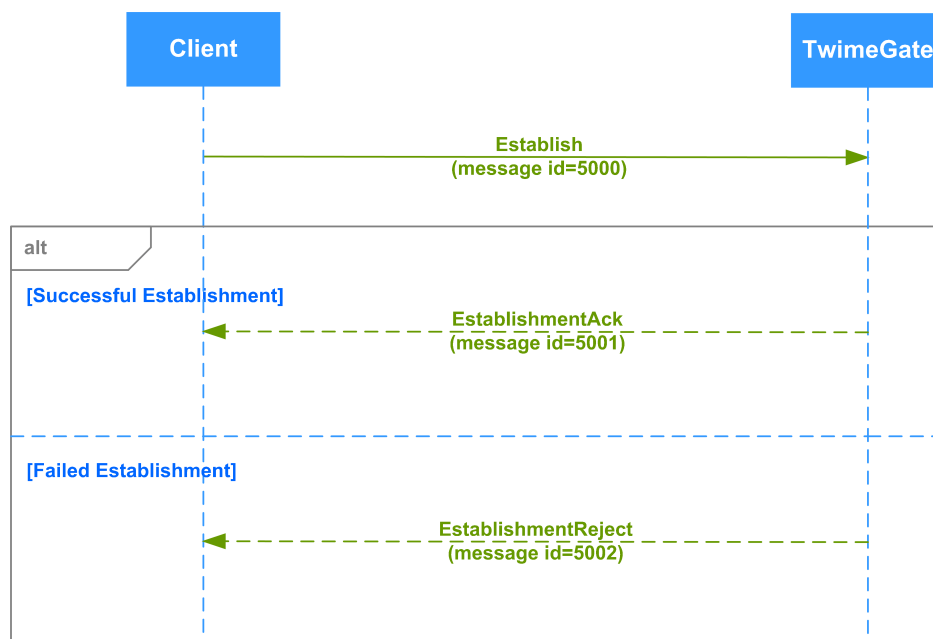 Client
TwimeGate
Establish
(message id=5000)
alt
[Successful Establishment]
EstablishmentAck
(message id=5001)
[Failed Establishment]
EstablishmentReject
(message id=5002)